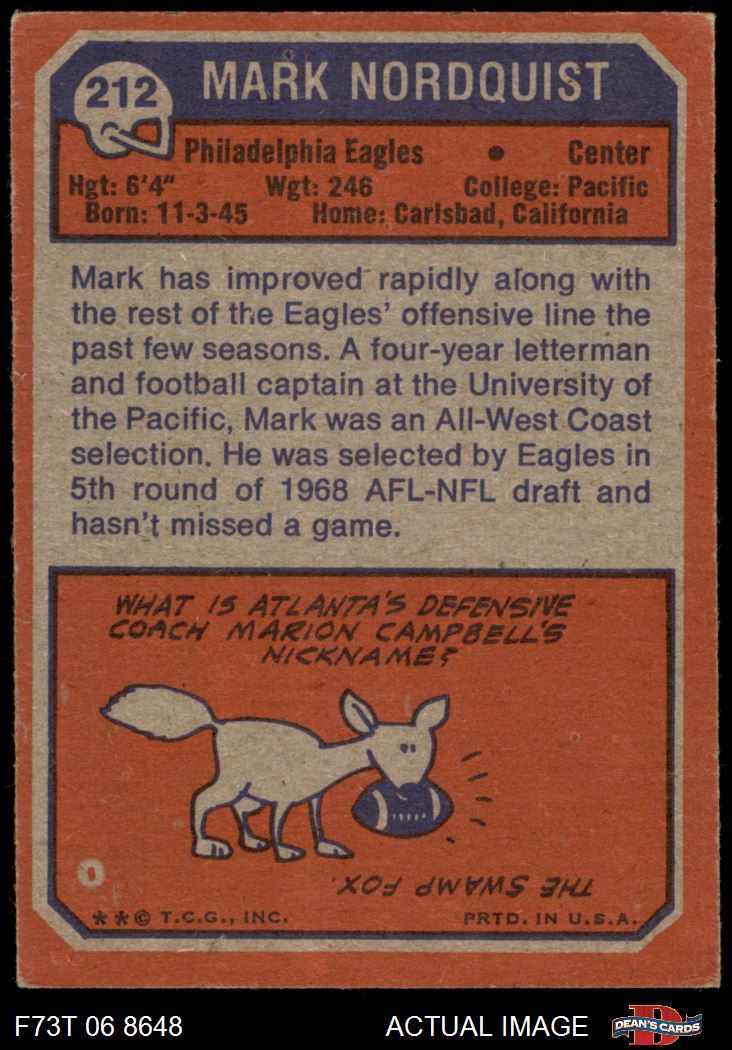 212
MARK NORDQUIST
Philadelphia Eagles • Center
Hgt: 6'4" Wgt: 246 College: Pacific
Born: 11-3-45 Home: Carlsbad, California
Mark has improved rapidly along with
the rest of the Eagles' offensive line the
past few seasons. A four-year letterman
and football captain at the University of
the Pacific, Mark was an All-West Coast
selection. He was selected by Eagles in
5th round of 1968 AFL-NFL draft and
hasn't missed a game.
WHAT IS ATLANTA'S DEFENSIVE
COACH MARION CAMPBELL'S
NICKNAME?
THE SWAMP FOX.
**© T.C.G., INC. PRTD. IN U.S.A.
F73T 06 8648 ACTUAL IMAGE
D
DEAN'S CARDS